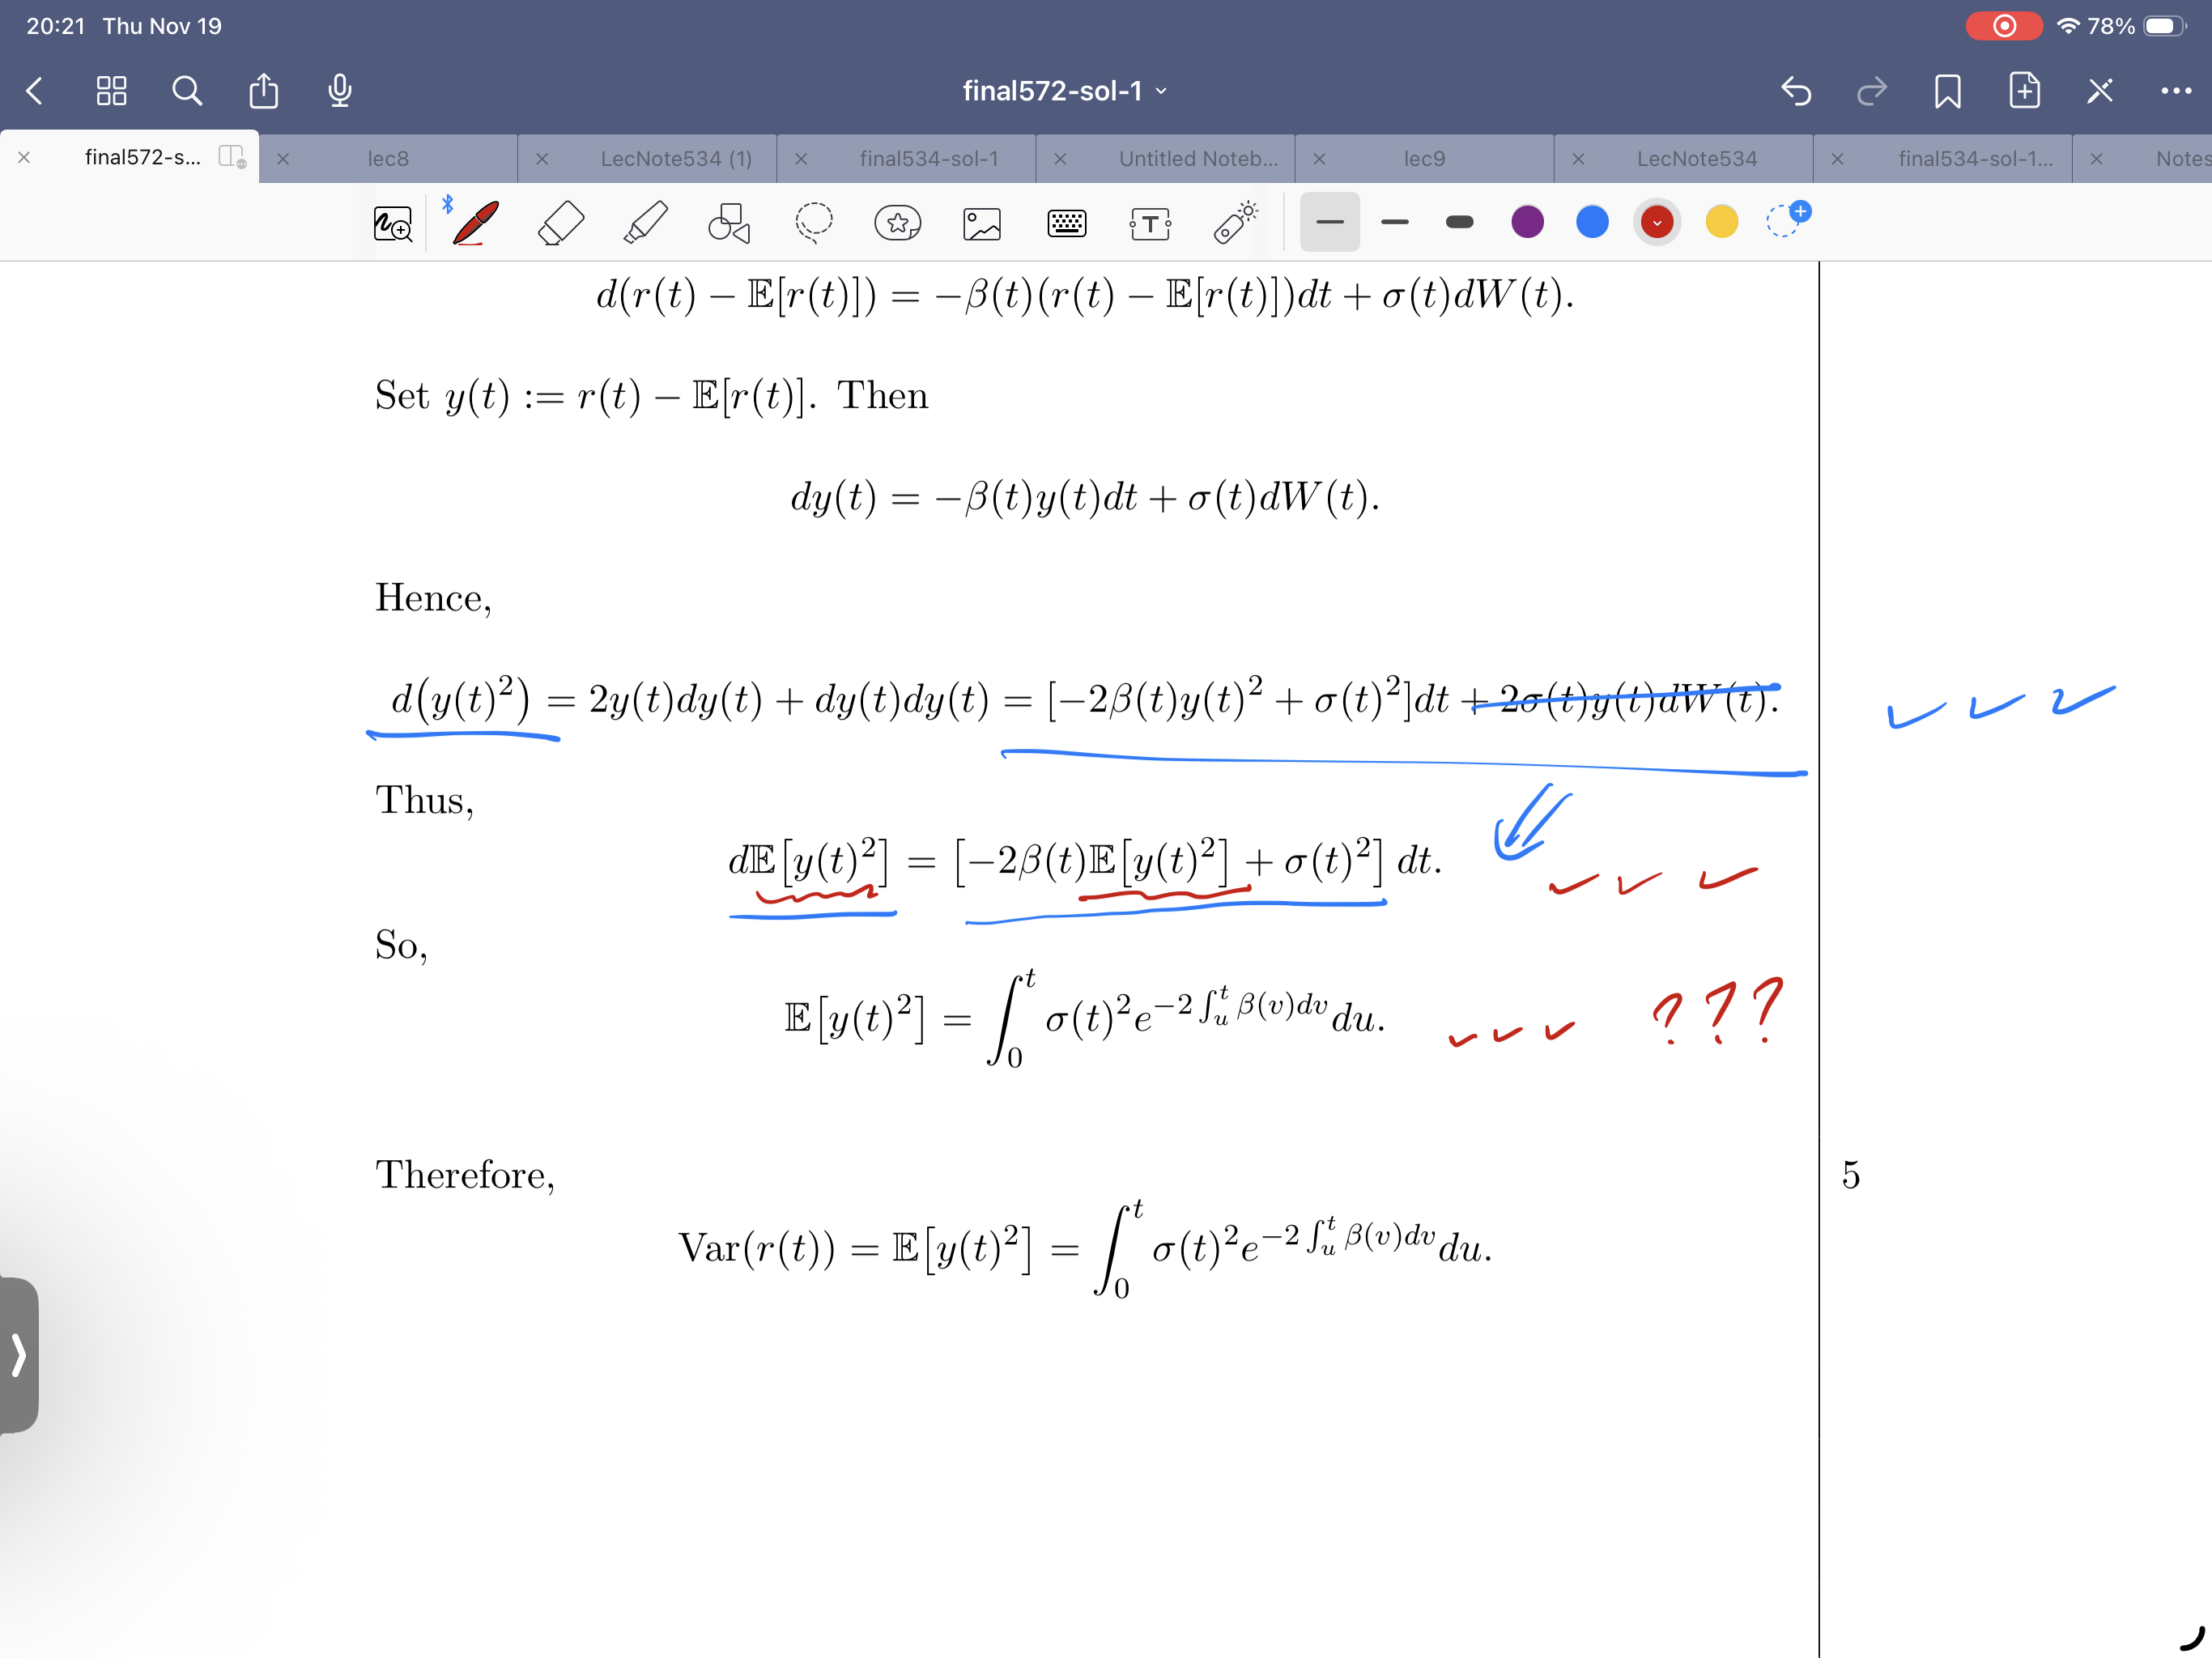 20:21 Thu Nov 19
78%
final572-sol-1
final572-s...
lec8
LecNote534 (1)
final534-sol-1
Untitled Noteb...
lec9
LecNote534
final534-sol-1...
Notes
d(r(t) − 𝔼[r(t)]) = −β(t)(r(t) − 𝔼[r(t)])dt + σ(t)dW(t).
Set y(t) := r(t) − 𝔼[r(t)]. Then
dy(t) = −β(t)y(t)dt + σ(t)dW(t).
Hence,
d(y(t)²) = 2y(t)dy(t) + dy(t)dy(t) = [−2β(t)y(t)² + σ(t)²]dt + 2σ(t)y(t)dW(t). ✓ ✓ ✓
Thus,
d𝔼[y(t)²] = [−2β(t)𝔼[y(t)²] + σ(t)²] dt. ✓ ✓ ✓
So,
𝔼[y(t)²] = ∫₀ᵗ σ(t)²e^{−2∫ᵤᵗ β(v)dv}du. ✓ ✓ ✓ ? ? ?
Therefore, 5
Var(r(t)) = 𝔼[y(t)²] = ∫₀ᵗ σ(t)²e^{−2∫ᵤᵗ β(v)dv}du.